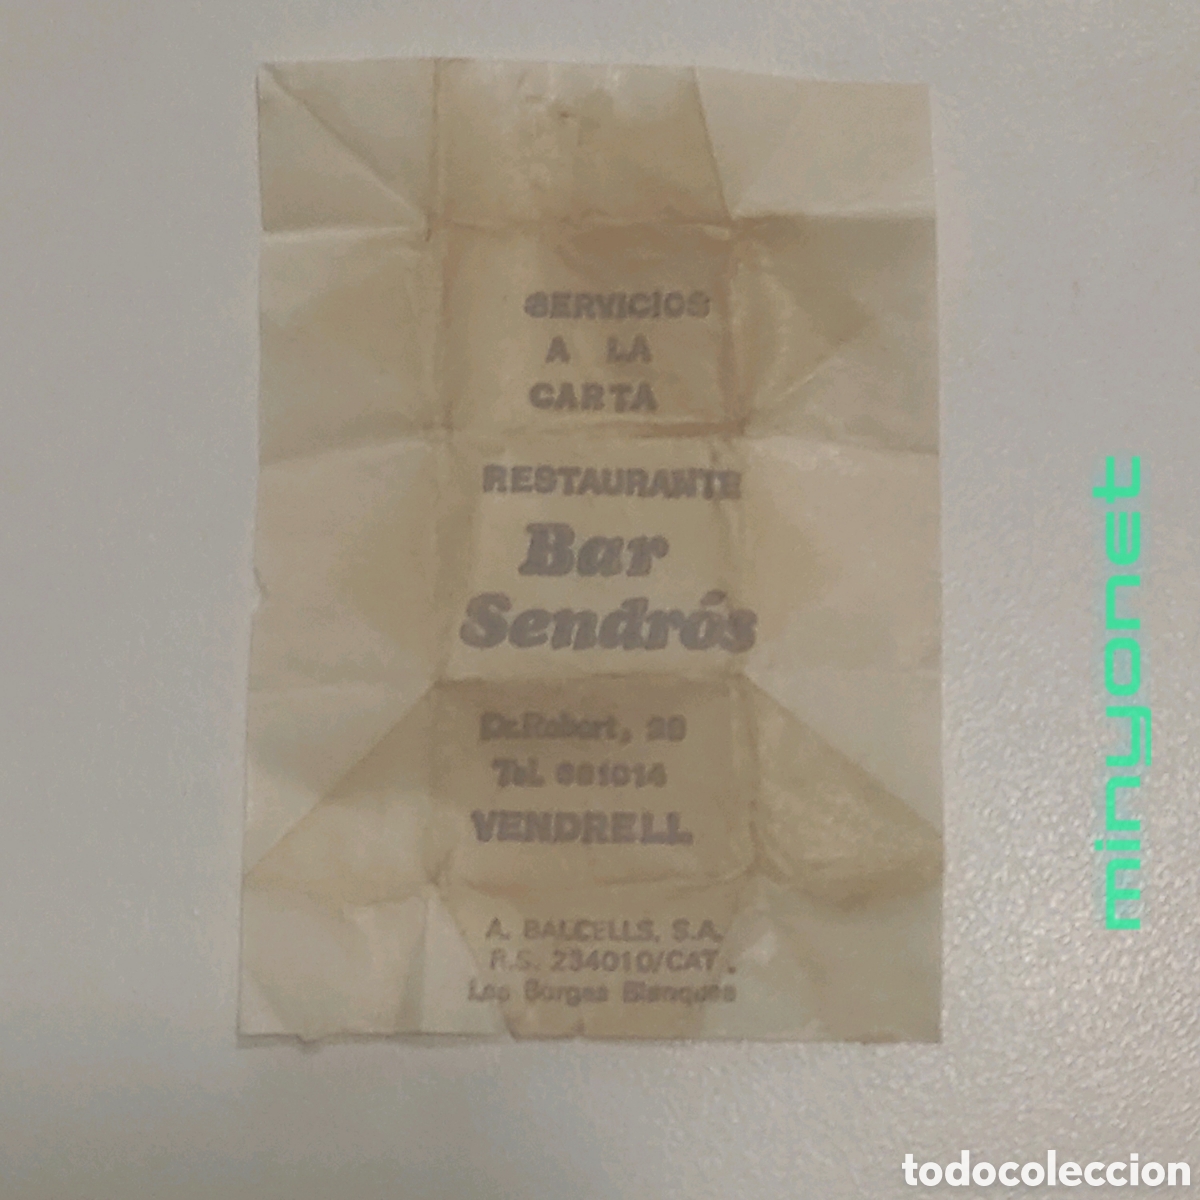 SERVICIOS
A LA
CARTA
RESTAURANTE
Bar
Sendrós
Dr. Robert, 29
Tel. 661014
VENDRELL
A. BALCELLS, S.A.
R.S. 234010/CAT.
Les Borges Blanques
minyonet
todocoleccion